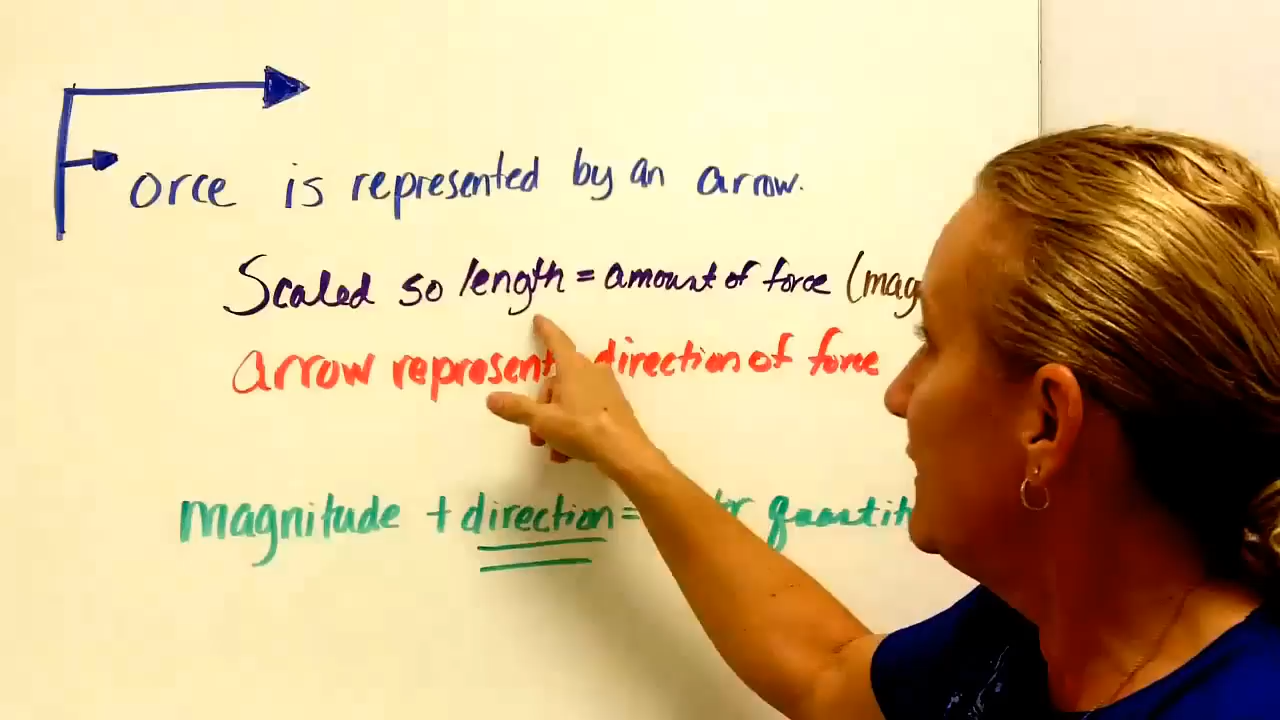 Force is represented by an arrow.
Scaled so length = amount of force (mag
arrow represent direction of force
magnitude + direction =